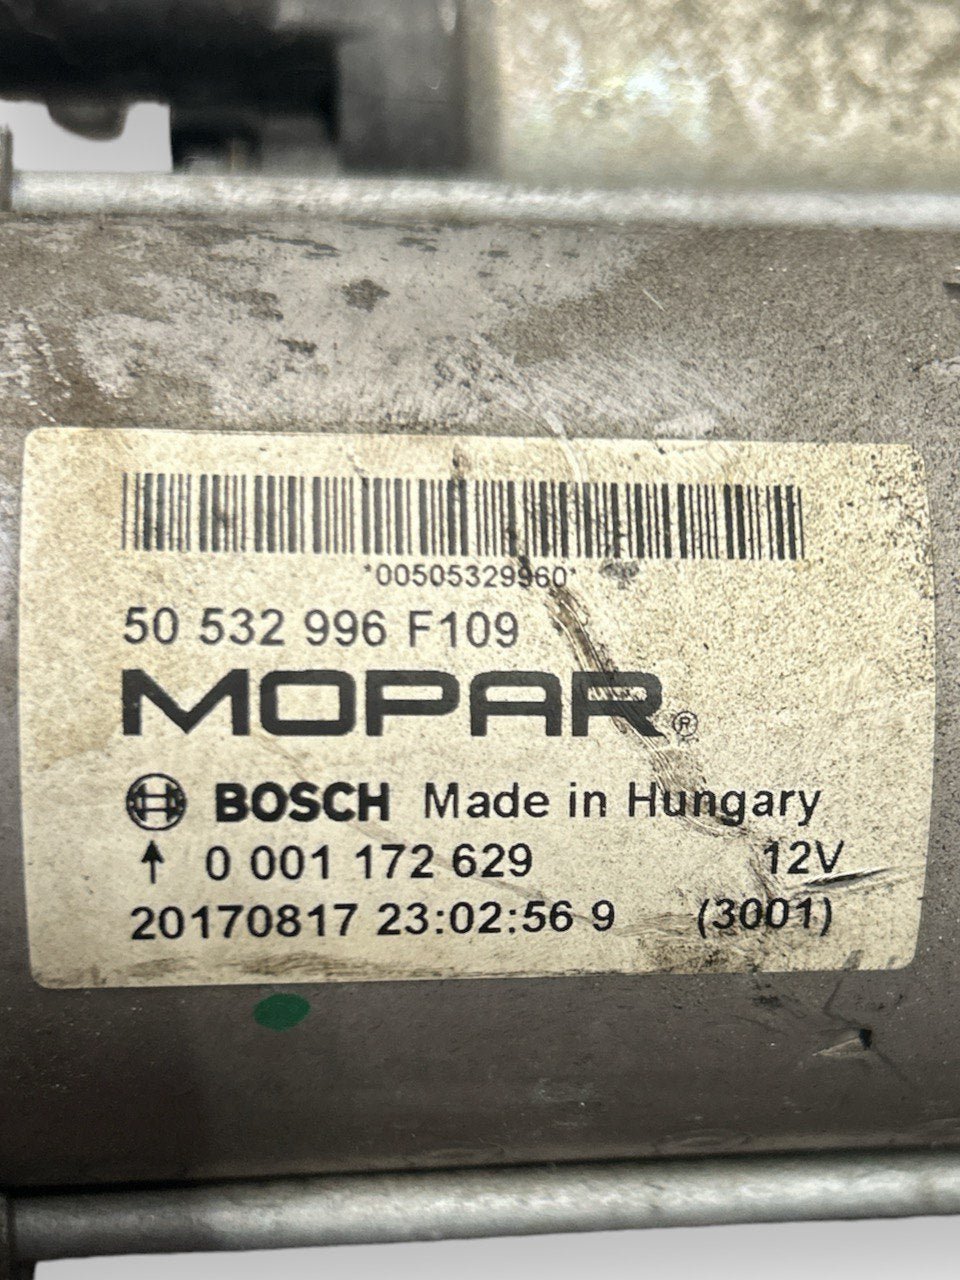 *00505329960*
50 532 996 F109
MOPAR®
BOSCH Made in Hungary
↑ 0 001 172 629 12V
20170817 23:02:56 9 (3001)